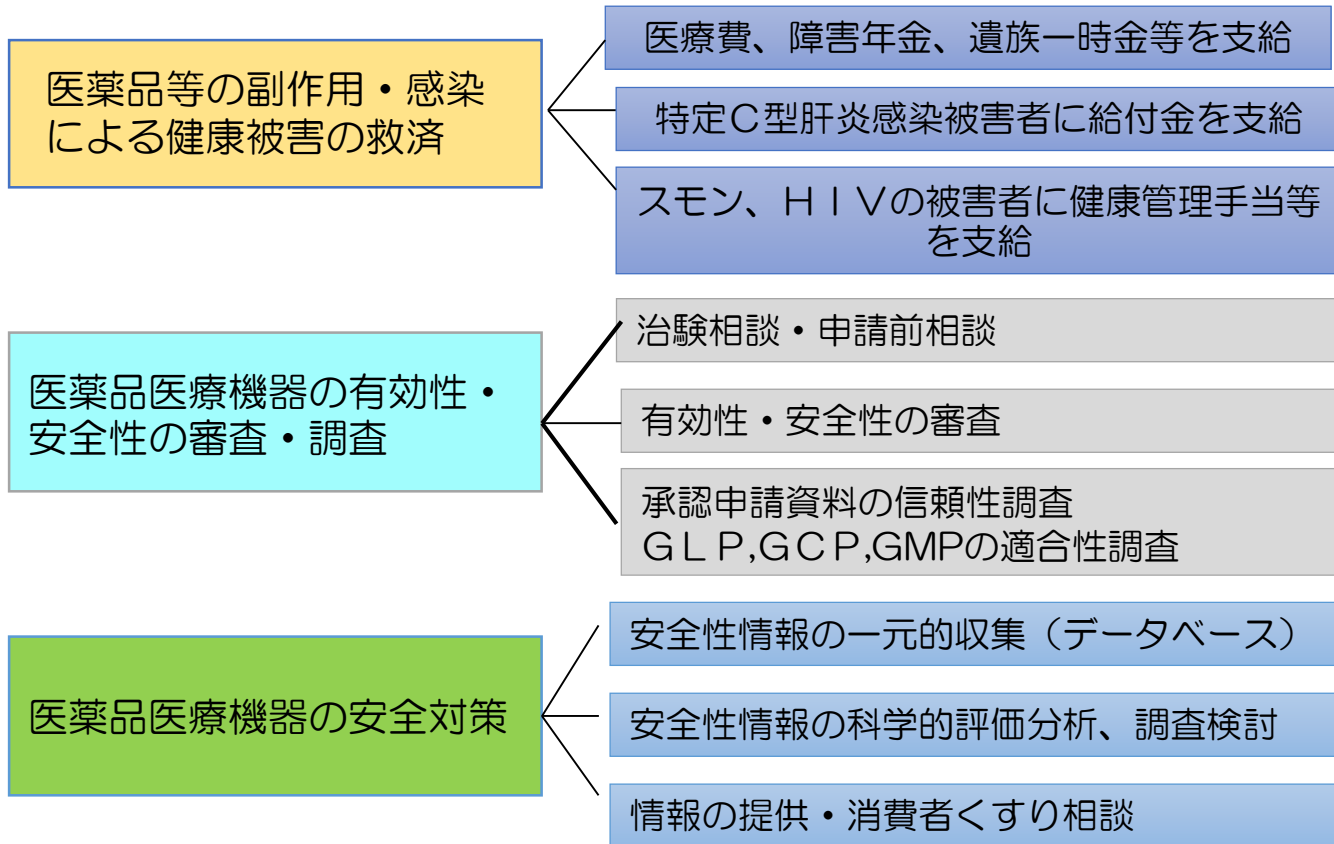 医薬品等の副作用・感染
による健康被害の救済
医療費、障害年金、遺族一時金等を支給
特定C型肝炎感染被害者に給付金を支給
スモン、ＨＩＶの被害者に健康管理手当等
を支給
医薬品医療機器の有効性・
安全性の審査・調査
治験相談・申請前相談
有効性・安全性の審査
承認申請資料の信頼性調査
ＧＬＰ,ＧＣＰ,GMPの適合性調査
医薬品医療機器の安全対策
安全性情報の一元的収集（データベース）
安全性情報の科学的評価分析、調査検討
情報の提供・消費者くすり相談